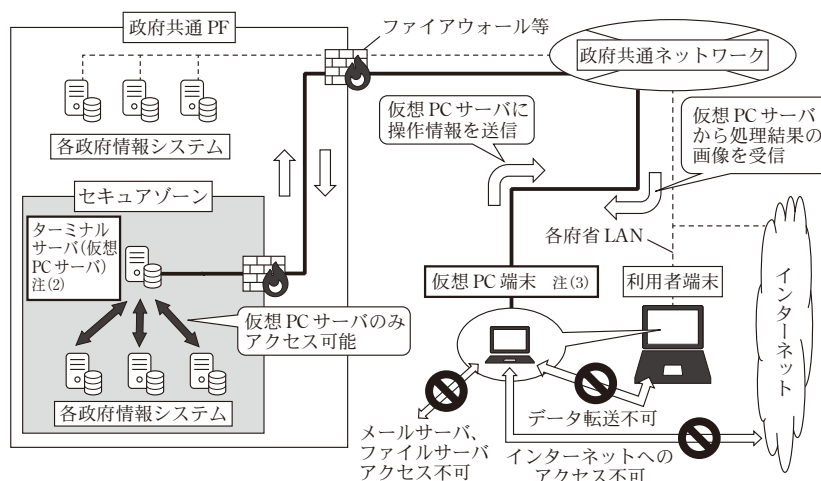 政府共通 PF
ファイアウォール等
政府共通ネットワーク
各政府情報システム
仮想 PC サーバに
操作情報を送信
仮想 PC サーバ
から処理結果の
画像を受信
セキュアゾーン
ターミナル
サーバ(仮想
PC サーバ)
注(2)
各府省 LAN
仮想 PC 端末 注(3)
利用者端末
インターネット
仮想 PC サーバのみ
アクセス可能
各政府情報システム
データ転送不可
メールサーバ、
ファイルサーバ
アクセス不可
インターネットへの
アクセス不可